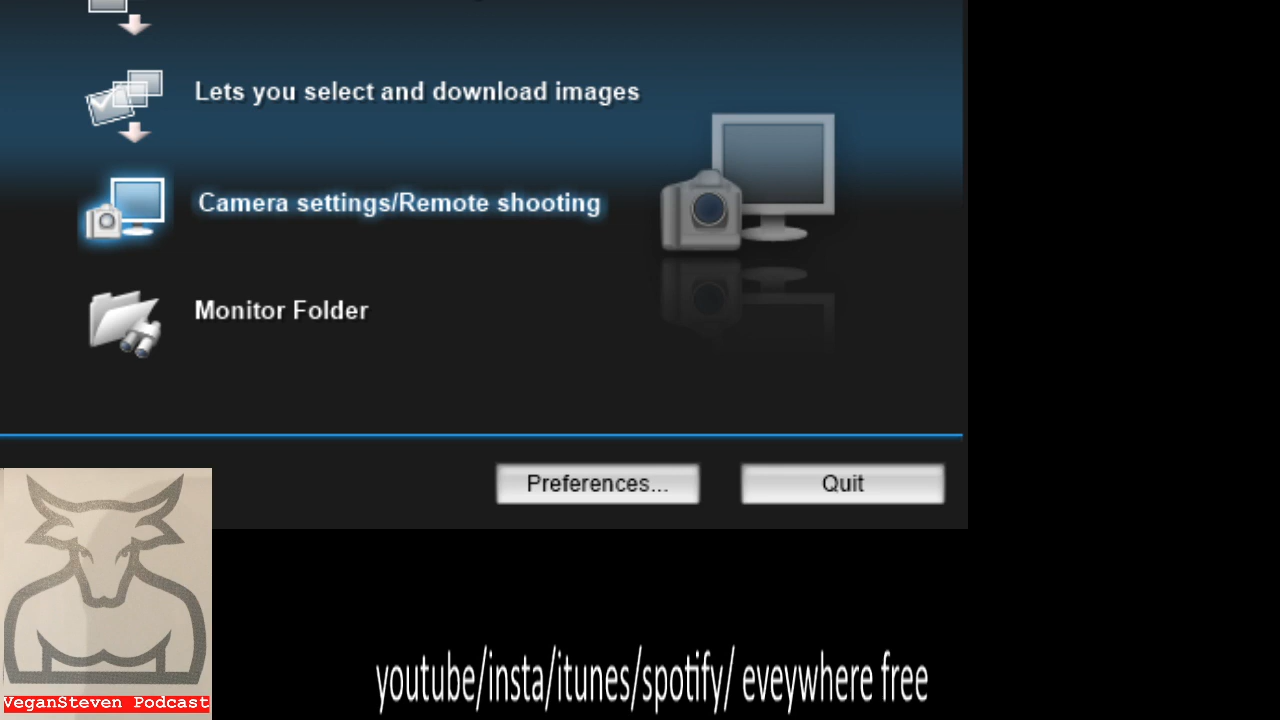 Lets you select and download images
Camera settings/Remote shooting
Monitor Folder
Preferences...
Quit
VeganSteven Podcast
youtube/insta/itunes/spotify/ eveywhere free